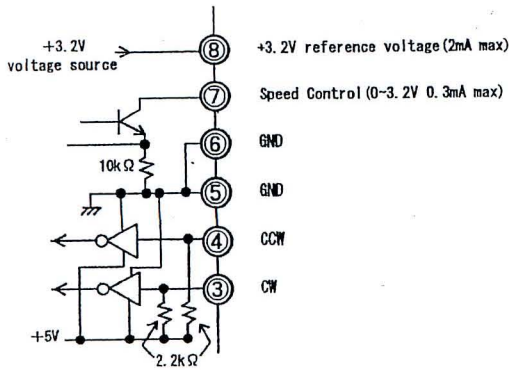 +3.2V
voltage source
⑧ +3.2V reference voltage(2mA max)
⑦ Speed Control(0~3.2V 0.3mA max)
⑥ GND
10kΩ
⑤ GND
④ CCW
③ CW
+5V
2.2kΩ